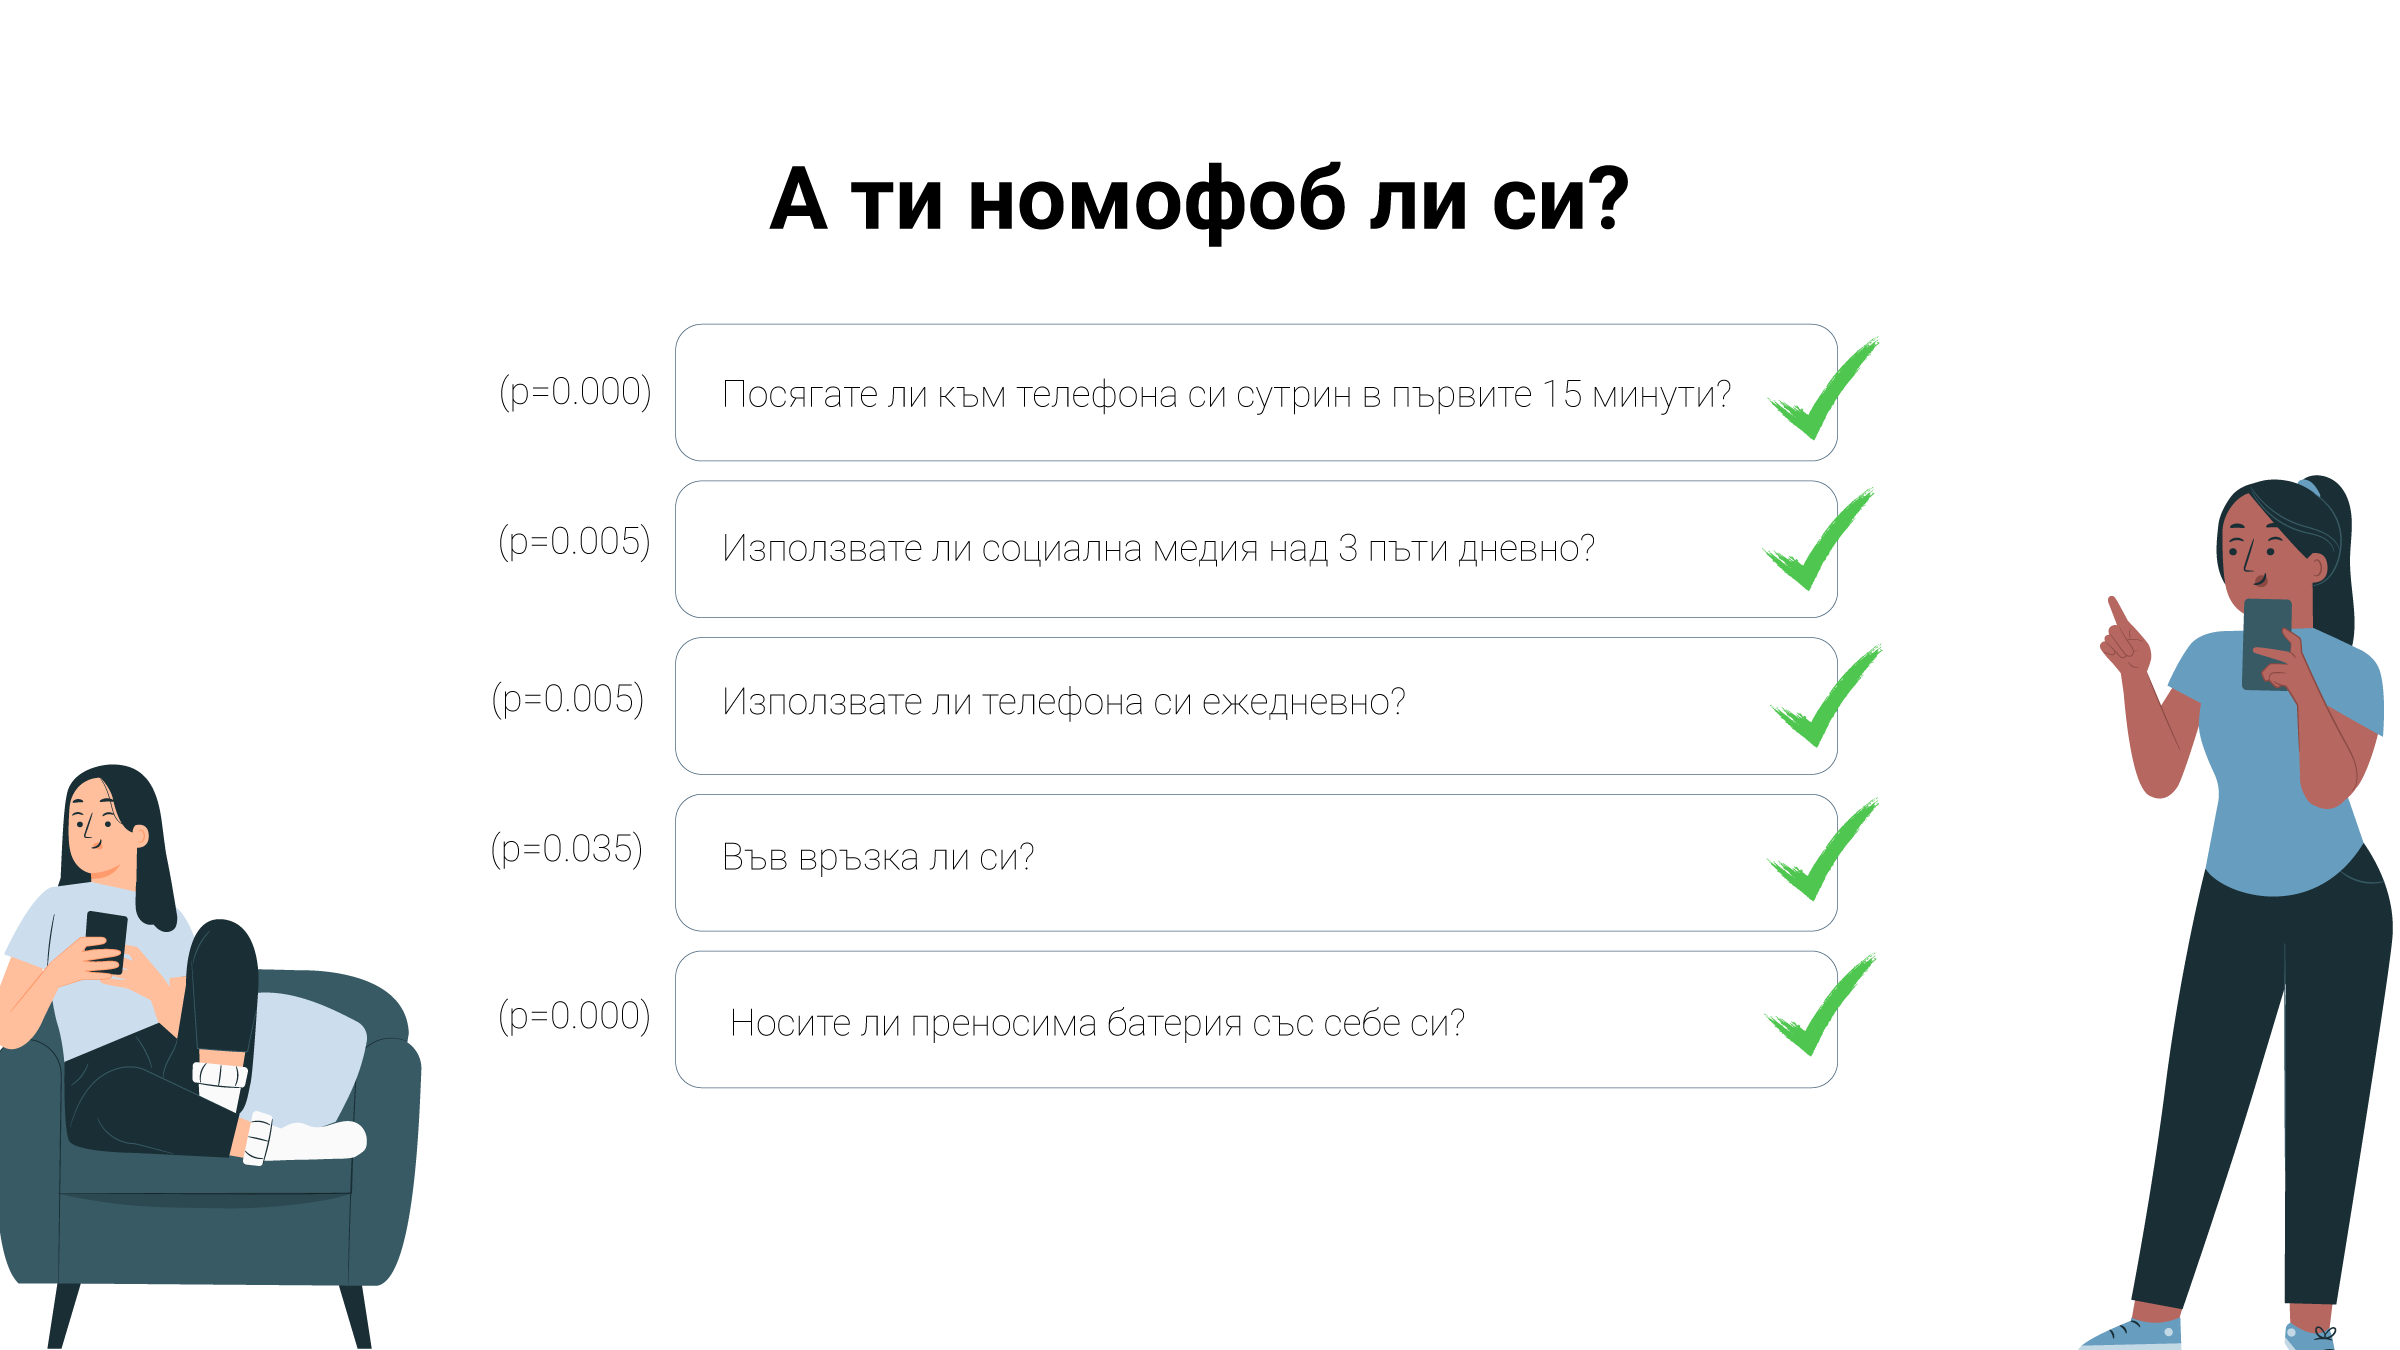 А ти номофоб ли си?
(p=0.000) Посягате ли към телефона си сутрин в първите 15 минути?
(p=0.005) Използвате ли социална медия над 3 пъти дневно?
(p=0.005) Използвате ли телефона си ежедневно?
(p=0.035) Във връзка ли си?
(p=0.000) Носите ли преносима батерия със себе си?